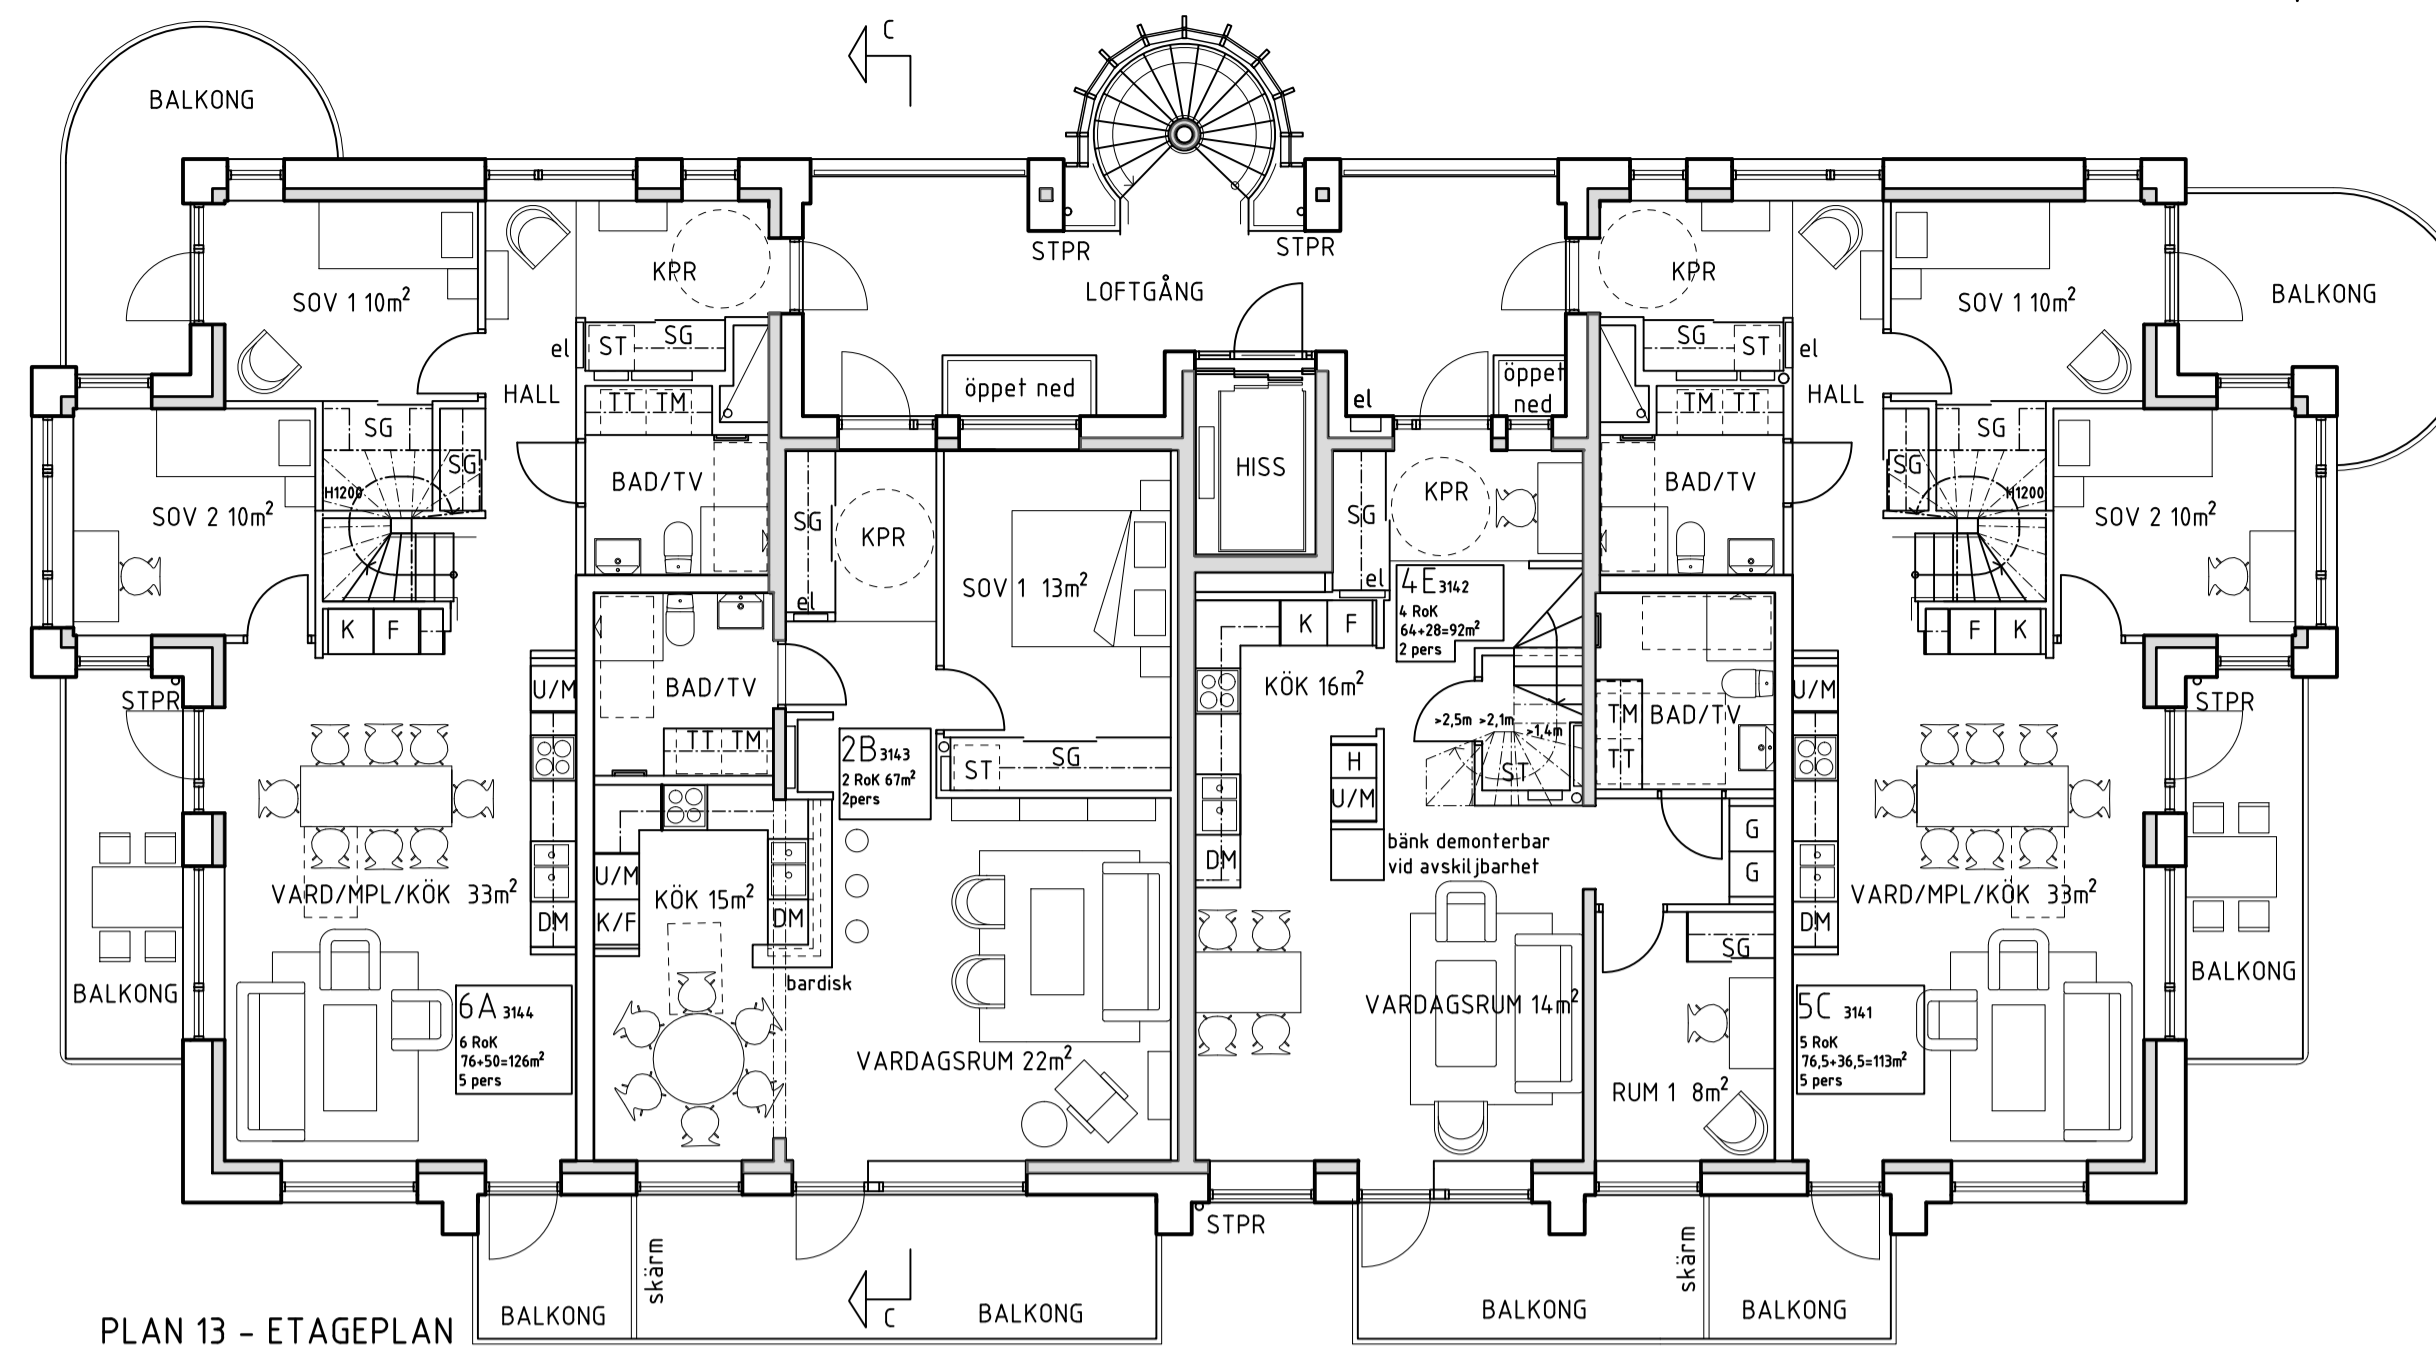 C
BALKONG
STPR
STPR
LOFTGÅNG
KPR
KPR
SOV 1 10m²
SOV 1 10m²
BALKONG
el
ST
SG
SG
ST
el
HALL
HALL
öppet ned
öppet
ned
el
TT TM
TM TT
SG
SG
SG
SG
H1200
H1200
BAD/TV
BAD/TV
HISS
SOV 2 10m²
SOV 2 10m²
SG
KPR
SG
KPR
SOV 1 13m²
el
el
4E 3142
4 RoK
64+28=92m²
2 pers
K F
K F
F K
BAD/TV
KÖK 16m²
STPR
STPR
U/M
U/M
TT TM
2B 3143
2 RoK 67m²
2pers
ST
SG
>2,5m >2,1m
>1,4m
ST
TM
TT
BAD/TV
H
U/M
bänk demonterbar
vid avskiljbarhet
G
G
DM
VARD/MPL/KÖK 33m²
DM
U/M
K/F
KÖK 15m²
DM
bardisk
VARD/MPL/KÖK 33m²
DM
SG
BALKONG
BALKONG
6A 3144
6 RoK
76+50=126m²
5 pers
VARDAGSRUM 22m²
VARDAGSRUM 14m²
RUM 1 8m²
5C 3141
5 RoK
76,5+36,5=113m²
5 pers
STPR
skärm
skärm
BALKONG
C
BALKONG
BALKONG
BALKONG
PLAN 13 - ETAGEPLAN